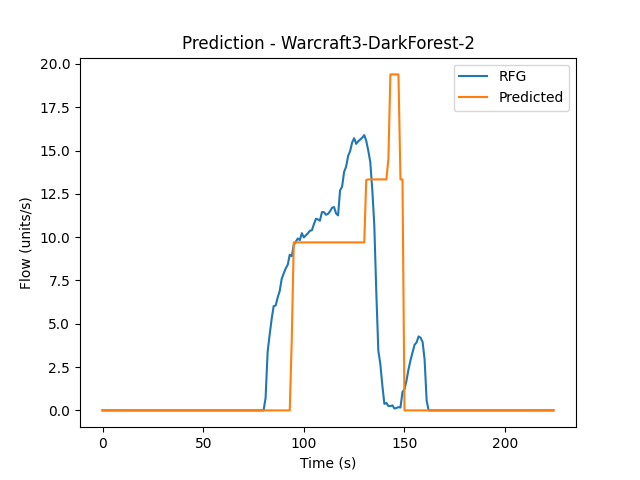 Prediction - Warcraft3-DarkForest-2
RFG
Predicted
Flow (units/s)
20.0
17.5
15.0
12.5
10.0
7.5
5.0
2.5
0.0
0 50 100 150 200
Time (s)